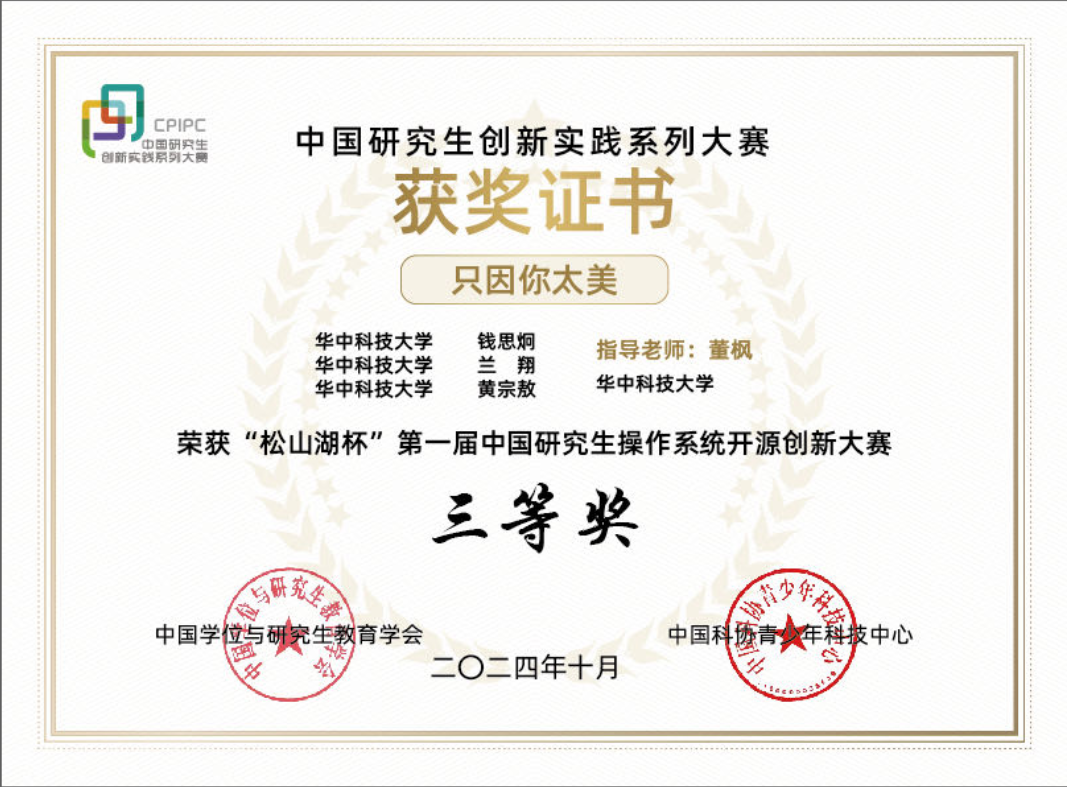 CPIPC
中国研究生
创新实践系列大赛
中国研究生创新实践系列大赛
获奖证书
只因你太美
华中科技大学 钱思炯
华中科技大学 兰 翔
华中科技大学 黄宗敖
指导老师：董枫
华中科技大学
荣获“松山湖杯”第一届中国研究生操作系统开源创新大赛
三等奖
中国学位与研究生教育学会
中国学位与研究生教育学会
中国科协青少年科技中心
中国科协青少年科技中心
二〇二四年十月